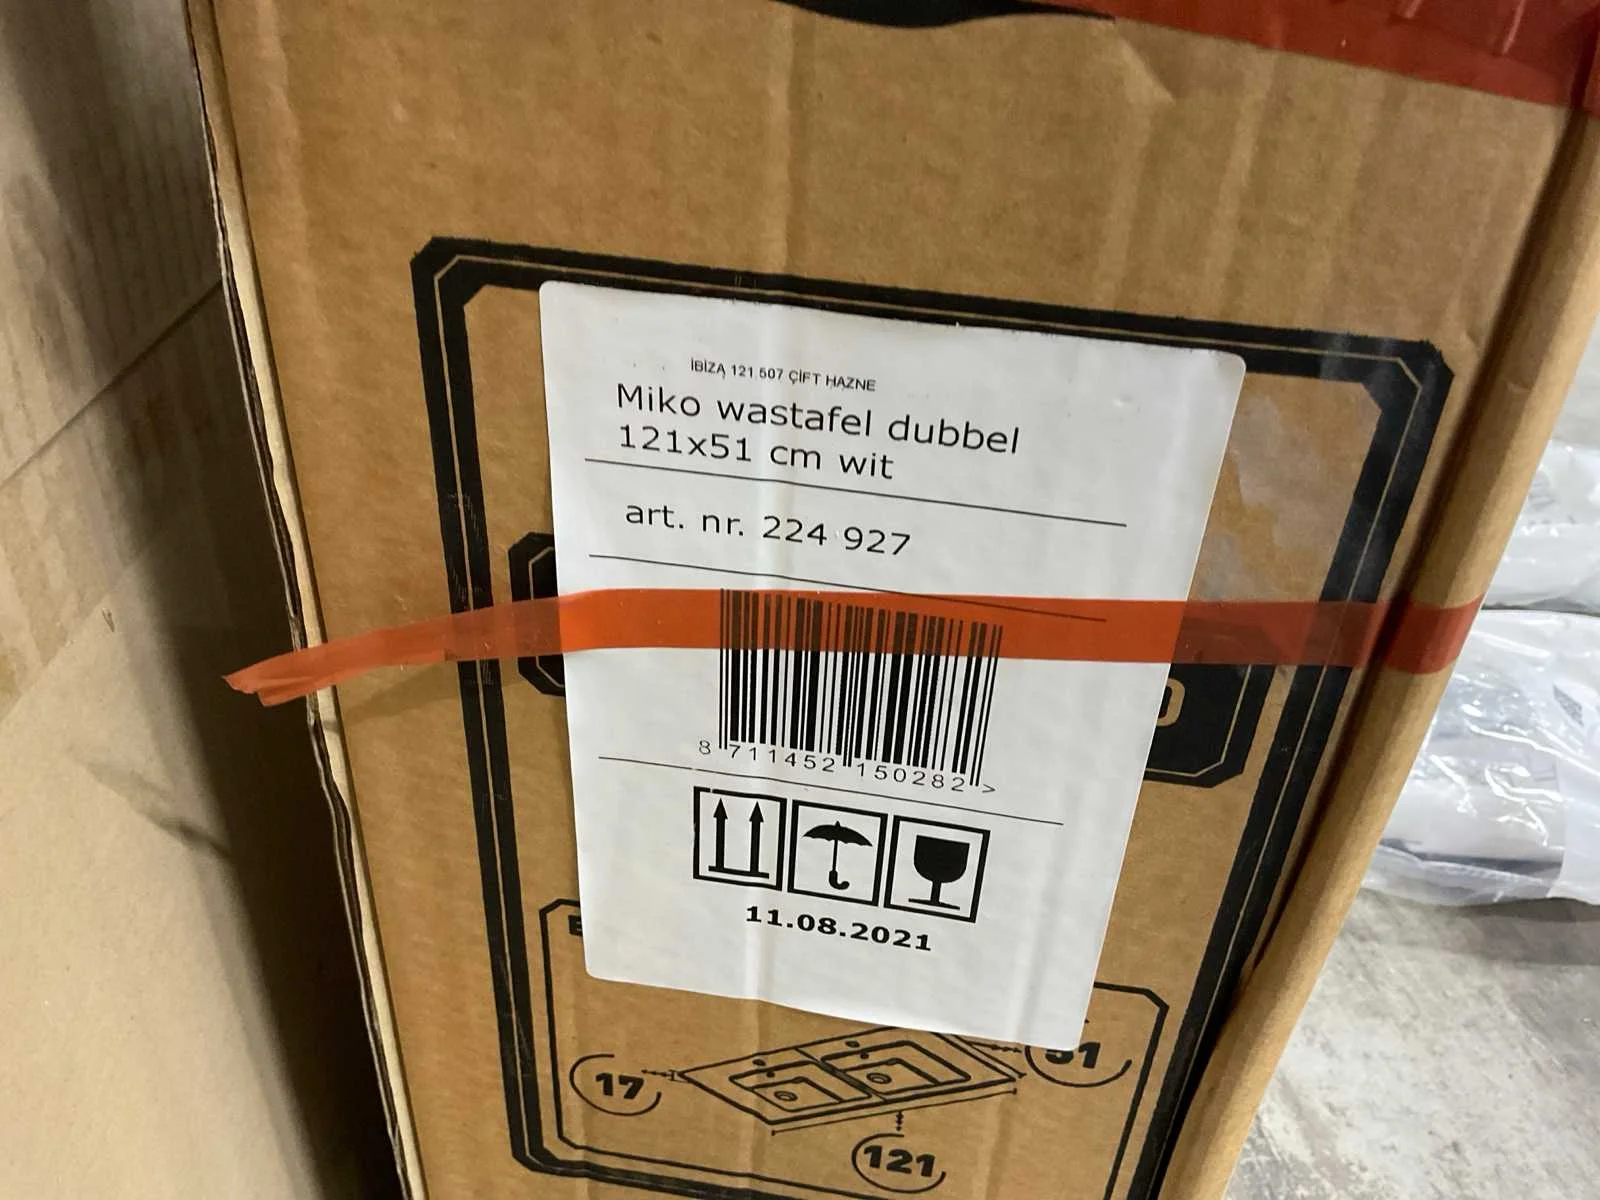 İBİZA 121 507 ÇİFT HAZNE
Miko wastafel dubbel
121x51 cm wit
art. nr. 224 927
8 711452 150282 >
11.08.2021
17
51
121